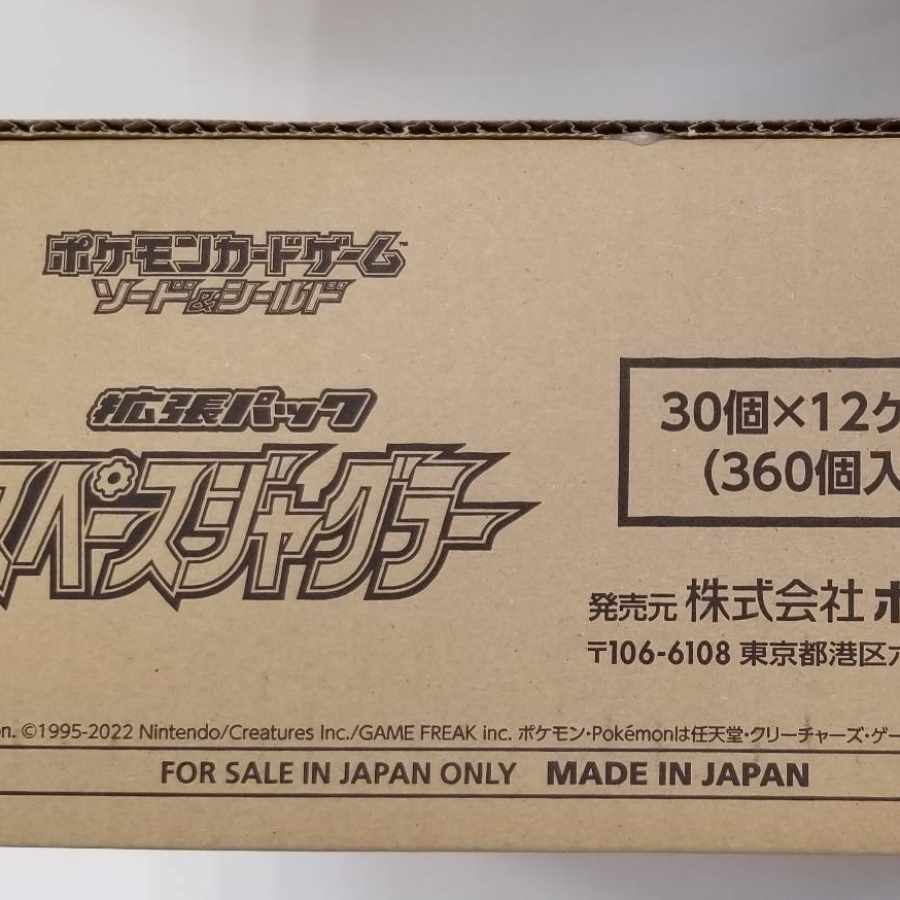 ポケモンカードゲーム™
ソード&シールド
拡張パック
スペースジャグラー
30個×12ケ
(360個入
発売元 株式会社 ポ
〒106-6108 東京都港区六
on. ©1995-2022 Nintendo/Creatures Inc./GAME FREAK inc. ポケモン・Pokémonは任天堂・クリーチャーズ・ゲー
FOR SALE IN JAPAN ONLY MADE IN JAPAN